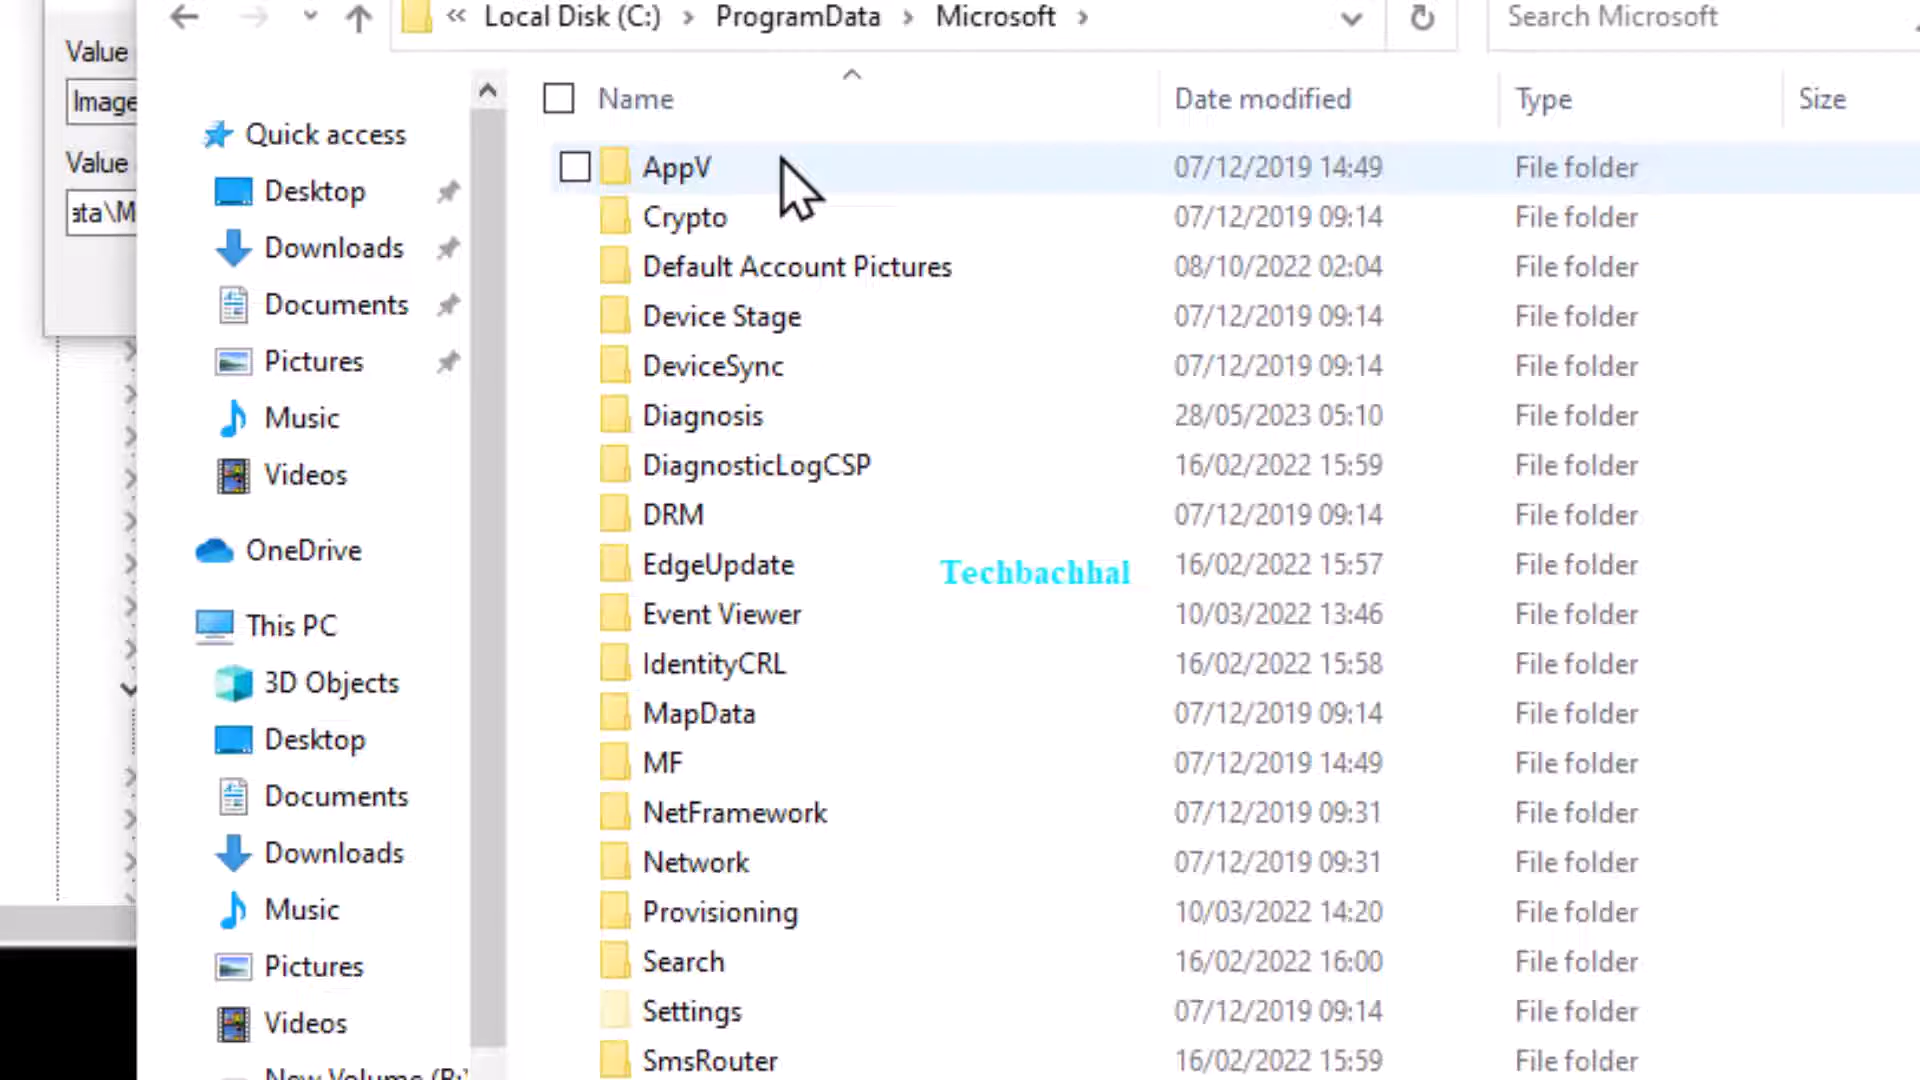 Local Disk (C:) ProgramData Microsoft
Search Microsoft
Value
Image
Value
ata\M
Quick access
Desktop
Downloads
Documents
Pictures
Music
Videos
OneDrive
This PC
3D Objects
Desktop
Documents
Downloads
Music
Pictures
Videos
New Volume (B:)
Name Date modified Type Size
AppV 07/12/2019 14:49 File folder
Crypto 07/12/2019 09:14 File folder
Default Account Pictures 08/10/2022 02:04 File folder
Device Stage 07/12/2019 09:14 File folder
DeviceSync 07/12/2019 09:14 File folder
Diagnosis 28/05/2023 05:10 File folder
DiagnosticLogCSP 16/02/2022 15:59 File folder
DRM 07/12/2019 09:14 File folder
EdgeUpdate 16/02/2022 15:57 File folder
Techbachhal
Event Viewer 10/03/2022 13:46 File folder
IdentityCRL 16/02/2022 15:58 File folder
MapData 07/12/2019 09:14 File folder
MF 07/12/2019 14:49 File folder
NetFramework 07/12/2019 09:31 File folder
Network 07/12/2019 09:31 File folder
Provisioning 10/03/2022 14:20 File folder
Search 16/02/2022 16:00 File folder
Settings 07/12/2019 09:14 File folder
SmsRouter 16/02/2022 15:59 File folder